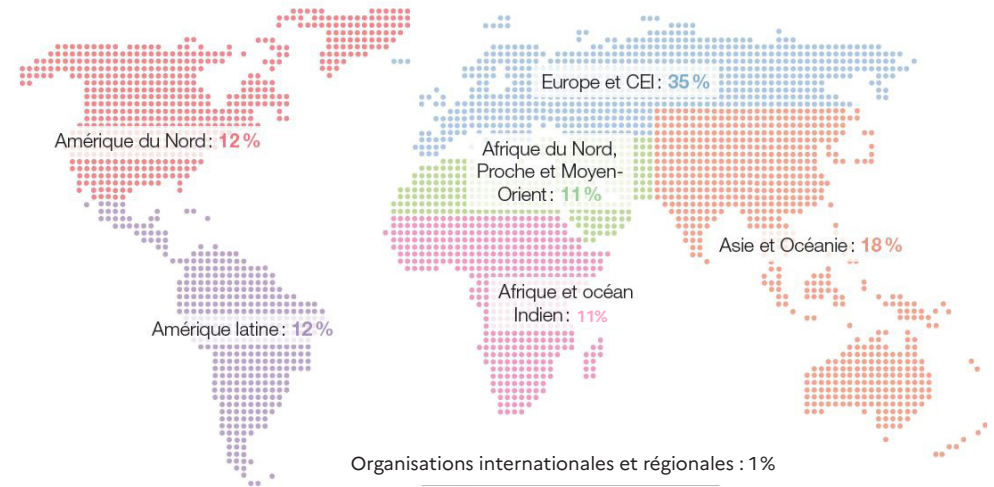 Europe et CEI : 35 %
Amérique du Nord : 12 %
Afrique du Nord,
Proche et Moyen-
Orient : 11 %
Asie et Océanie : 18 %
Afrique et océan
Indien : 11%
Amérique latine : 12 %
Organisations internationales et régionales : 1 %